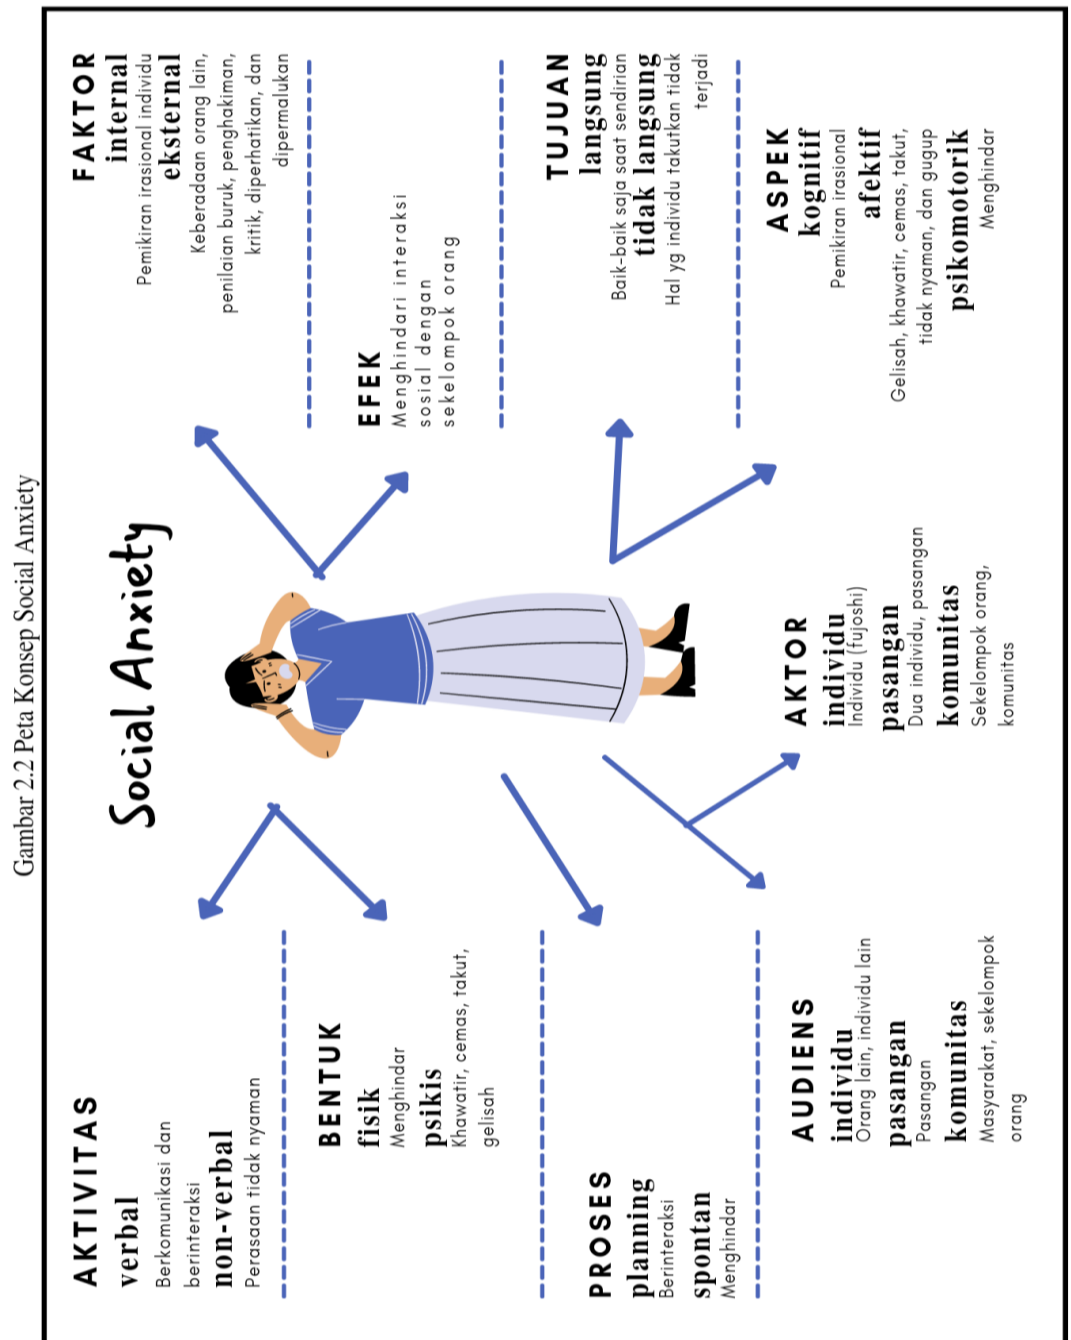 Gambar 2.2 Peta Konsep Social Anxiety
Social Anxiety
AKTIVITAS
verbal
Berkomunikasi dan
berinteraksi
non-verbal
Perasaan tidak nyaman
BENTUK
fisik
Menghindar
psikis
Khawatir, cemas, takut,
gelisah
PROSES
planning
Berinteraksi
spontan
Menghindar
AUDIENS
individu
Orang lain, individu lain
pasangan
Pasangan
komunitas
Masyarakat, sekelompok
orang
AKTOR
individu
Individu (fujoshi)
pasangan
Dua individu, pasangan
komunitas
Sekelompok orang,
komunitas
FAKTOR
internal
Pemikiran irasional individu
eksternal
Keberadaan orang lain,
penilaian buruk, penghakiman,
kritik, diperhatikan, dan
dipermalukan
EFEK
Menghindari interaksi
sosial dengan
sekelompok orang
TUJUAN
langsung
Baik-baik saja saat sendirian
tidak langsung
Hal yg individu takutkan tidak
terjadi
ASPEK
kognitif
Pemikiran irasional
afektif
Gelisah, khawatir, cemas, takut,
tidak nyaman, dan gugup
psikomotorik
Menghindar